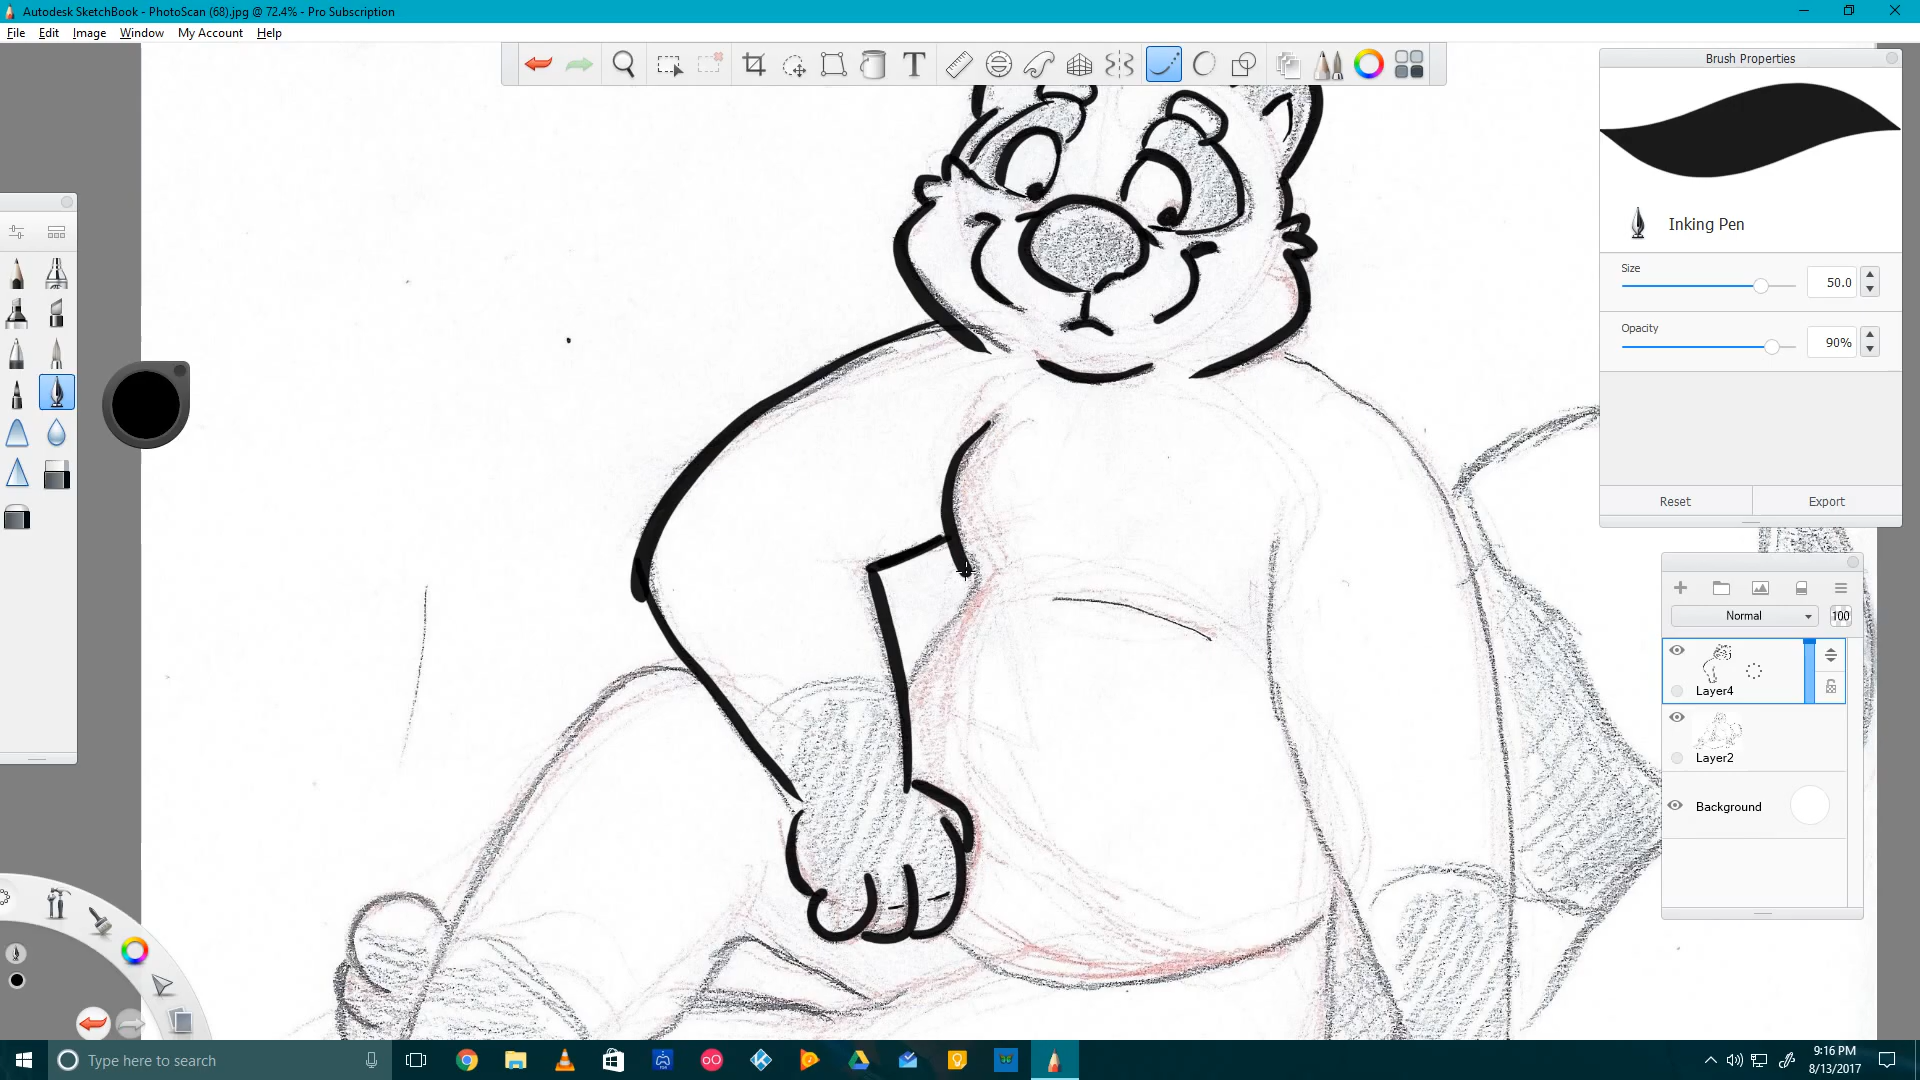 Autodesk SketchBook - PhotoScan (68).jpg @ 72.4% - Pro Subscription
File Edit Image Window My Account Help
T
Brush Properties
Inking Pen
Size
50.0
Opacity
90%
Reset Export
Normal 100
Layer4
Layer2
Background
Type here to search
9:16 PM
8/13/2017